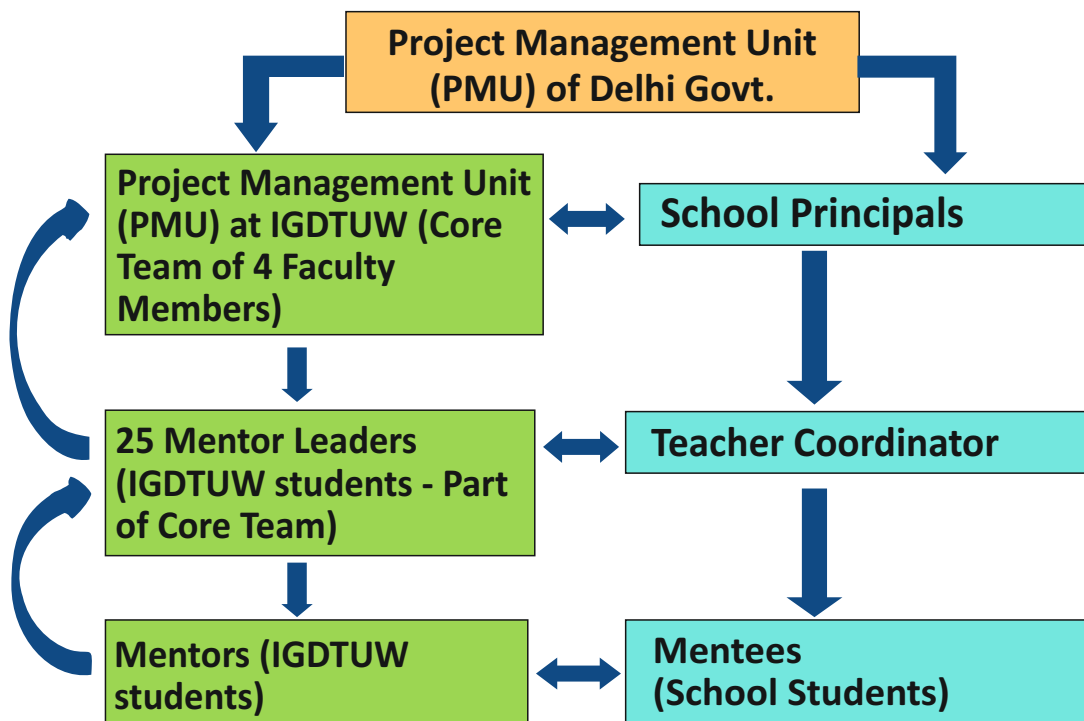 Project Management Unit
(PMU) of Delhi Govt.
Project Management Unit
(PMU) at IGDTUW (Core
Team of 4 Faculty
Members)
School Principals
25 Mentor Leaders
(IGDTUW students - Part
of Core Team)
Teacher Coordinator
Mentors (IGDTUW
students)
Mentees
(School Students)